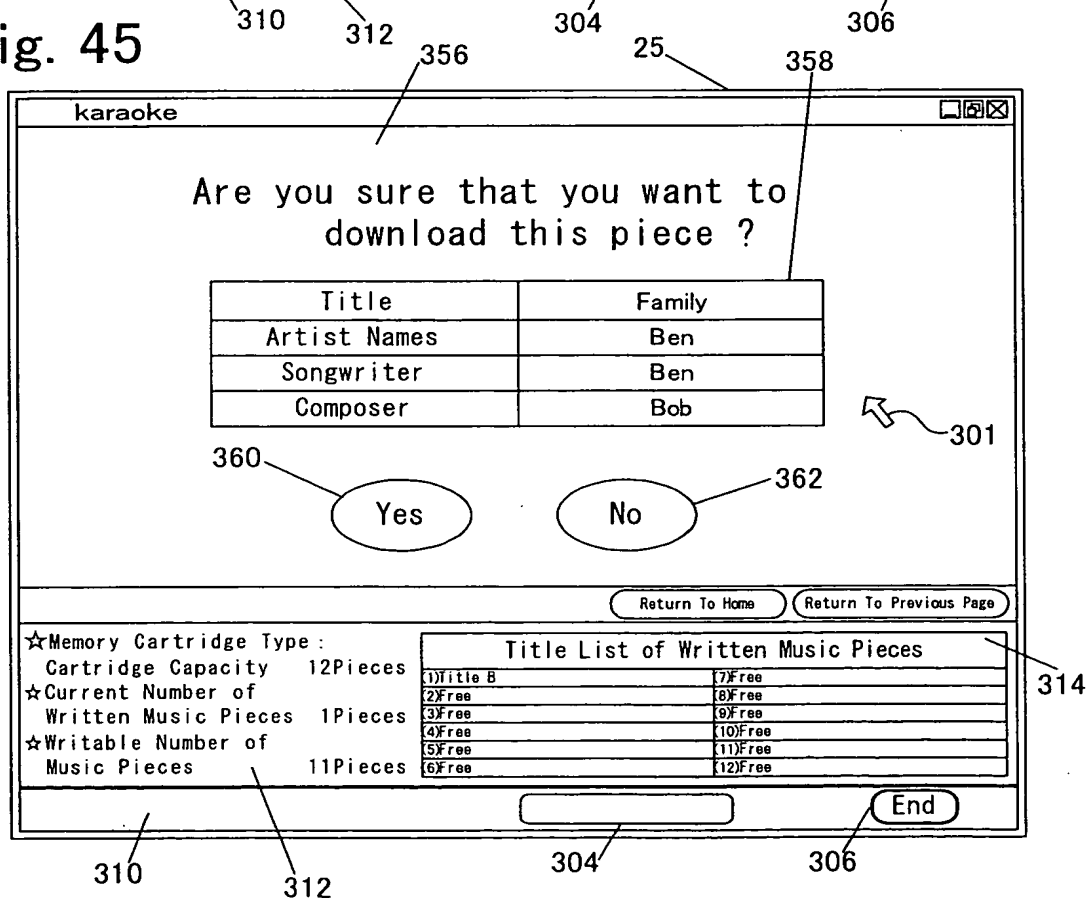 310 312 304 306
ig. 45
356 25 358
karaoke
Are you sure that you want to
download this piece ?
Title Family
Artist Names Ben
Songwriter Ben
Composer Bob
301
360 362
Yes No
Return To Home Return To Previous Page
☆Memory Cartridge Type :
Cartridge Capacity 12Pieces
☆Current Number of
Written Music Pieces 1Pieces
☆Writable Number of
Music Pieces 11Pieces
Title List of Written Music Pieces
(1)Title B (7)Free
(2)Free (8)Free
(3)Free (9)Free
(4)Free (10)Free
(5)Free (11)Free
(6)Free (12)Free
314
End
310 312 304 306